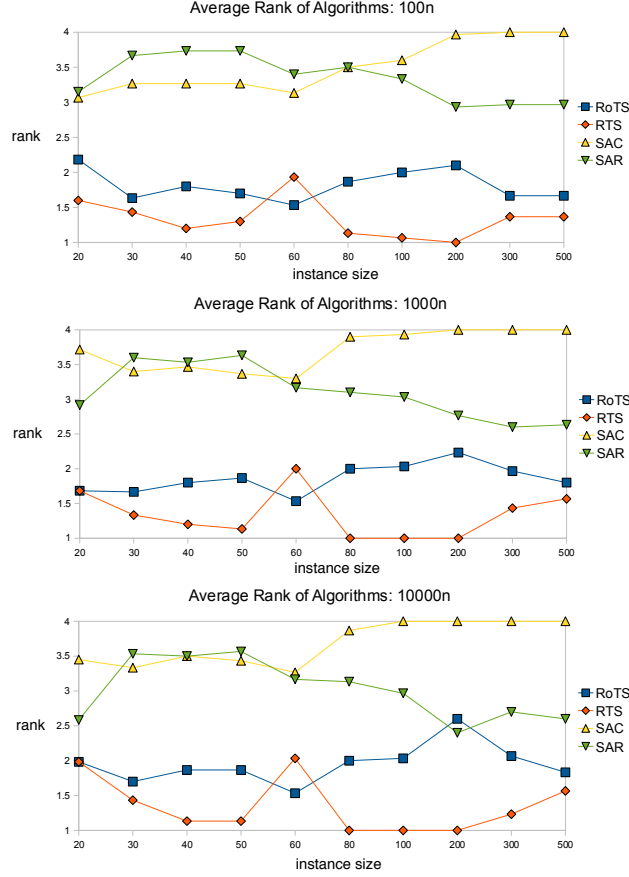 Average Rank of Algorithms: 100n
4
3.5
3
2.5
2
1.5
1
rank
20 30 40 50 60 80 100 200 300 500
instance size
RoTS
RTS
SAC
SAR
Average Rank of Algorithms: 1000n
4
3.5
3
2.5
2
1.5
1
rank
20 30 40 50 60 80 100 200 300 500
instance size
RoTS
RTS
SAC
SAR
Average Rank of Algorithms: 10000n
4
3.5
3
2.5
2
1.5
1
rank
20 30 40 50 60 80 100 200 300 500
instance size
RoTS
RTS
SAC
SAR